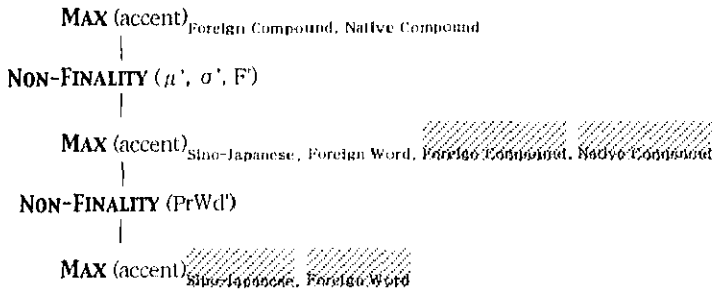 MAX (accent) Foreign Compound, Native Compound
NON-FINALITY (μ', σ', F')
MAX (accent) Sino-Japanese, Foreign Word, Foreign Compound, Native Compound
NON-FINALITY (PrWd')
MAX (accent) Sino-Japanese, Foreign Word